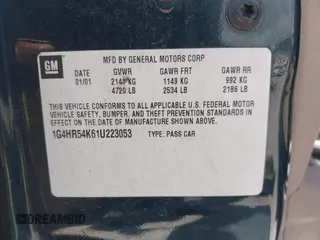 GM
MFD BY GENERAL MOTORS CORP
DATE GVWR GAWR FRT GAWR RR
01/01 2141 KG 1149 KG 992 KG
4720 LB 2534 LB 2186 LB
THIS VEHICLE CONFORMS TO ALL APPLICABLE U.S. FEDERAL MOTOR
VEHICLE SAFETY, BUMPER, AND THEFT PREVENTION STANDARDS IN
EFFECT ON THE DATE OF MANUFACTURE SHOWN ABOVE.
1G4HR54K61U223053 TYPE: PASS CAR
DREAMBID